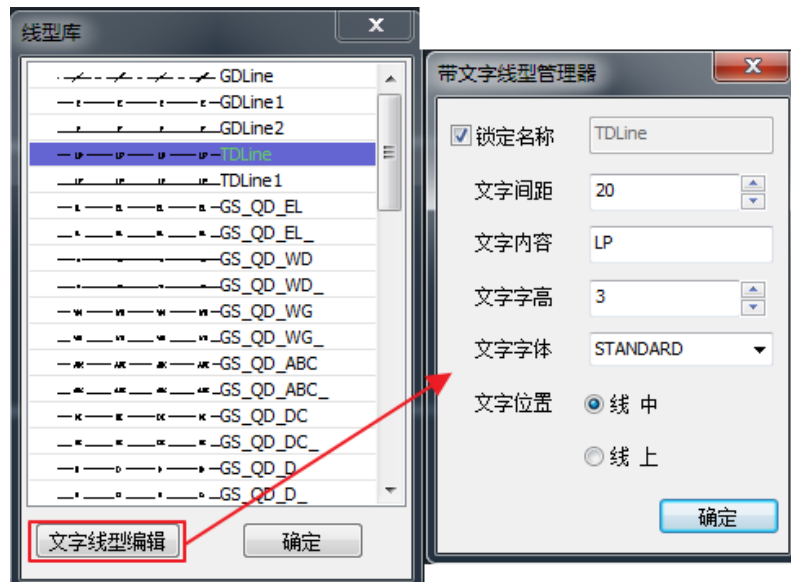 线型库
GDLine
GDLine1
GDLine2
TDLine
TDLine1
GS_QD_EL
GS_QD_EL_
GS_QD_WD
GS_QD_WD_
GS_QD_WG
GS_QD_WG_
GS_QD_ABC
GS_QD_ABC_
GS_QD_DC
GS_QD_DC_
GS_QD_D
GS_QD_D_
文字线型编辑
确定
带文字线型管理器
锁定名称 TDLine
文字间距 20
文字内容 LP
文字字高 3
文字字体 STANDARD
文字位置 线 中
线 上
确定